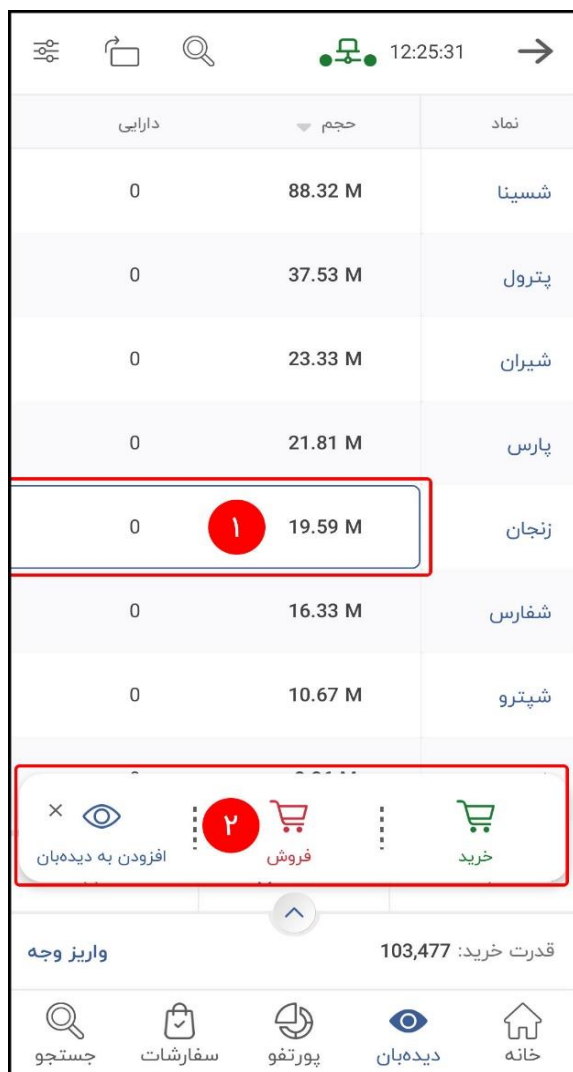 12:25:31
نماد حجم دارایی
شسینا 88.32 M 0
پترول 37.53 M 0
شیران 23.33 M 0
پارس 21.81 M 0
زنجان 19.59 M ۱ 0
شفارس 16.33 M 0
شپترو 10.67 M 0
خرید فروش ۲ افزودن به دیده‌بان ×
قدرت خرید: 103,477 واریز وجه
خانه دیده‌بان پورتفو سفارشات جستجو